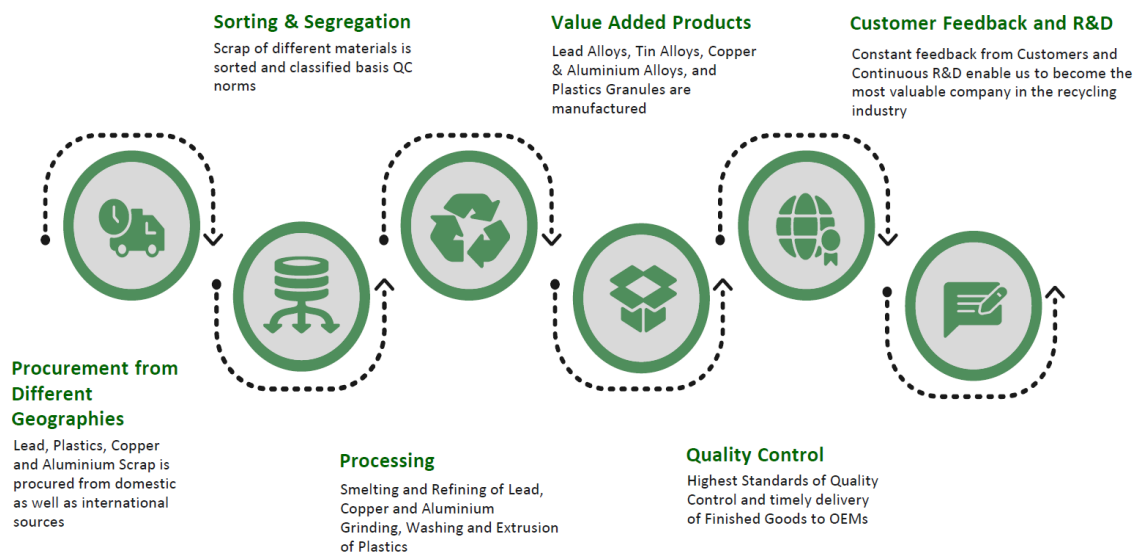 Procurement from
Different
Geographies
Lead, Plastics, Copper
and Aluminium Scrap is
procured from domestic
as well as international
sources
Sorting & Segregation
Scrap of different materials is
sorted and classified basis QC
norms
Processing
Smelting and Refining of Lead,
Copper and Aluminium
Grinding, Washing and Extrusion
of Plastics
Value Added Products
Lead Alloys, Tin Alloys, Copper
& Aluminium Alloys, and
Plastics Granules are
manufactured
Quality Control
Highest Standards of Quality
Control and timely delivery
of Finished Goods to OEMs
Customer Feedback and R&D
Constant feedback from Customers and
Continuous R&D enable us to become the
most valuable company in the recycling
industry